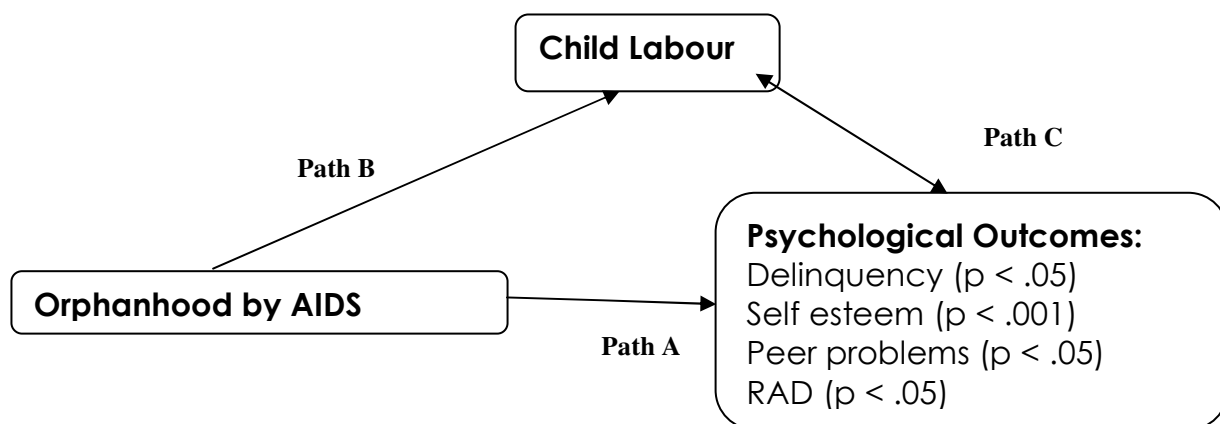 Child Labour
Path C
Path B
Psychological Outcomes:
Delinquency (p < .05)
Self esteem (p < .001)
Peer problems (p < .05)
RAD (p < .05)
Orphanhood by AIDS
Path A